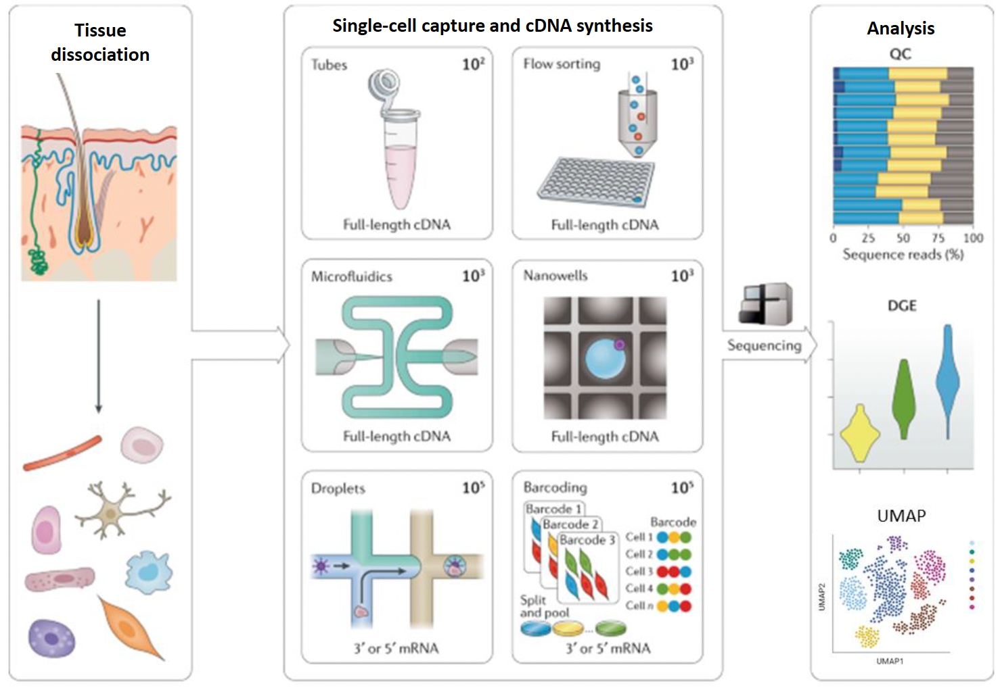 Tissue
dissociation
Single-cell capture and cDNA synthesis
Tubes 10²
Full-length cDNA
Flow sorting 10³
Full-length cDNA
Microfluidics 10³
Full-length cDNA
Nanowells 10³
Full-length cDNA
Droplets 10⁵
3′ or 5′ mRNA
Barcoding 10⁵
Barcode 1
Barcode 2
Barcode 3
Barcode
Cell 1
Cell 2
Cell 3
Cell 4
Cell n
Split
and pool
...
3′ or 5′ mRNA
Sequencing
Analysis
QC
0 25 50 75 100
Sequence reads (%)
DGE
UMAP
UMAP2
UMAP1